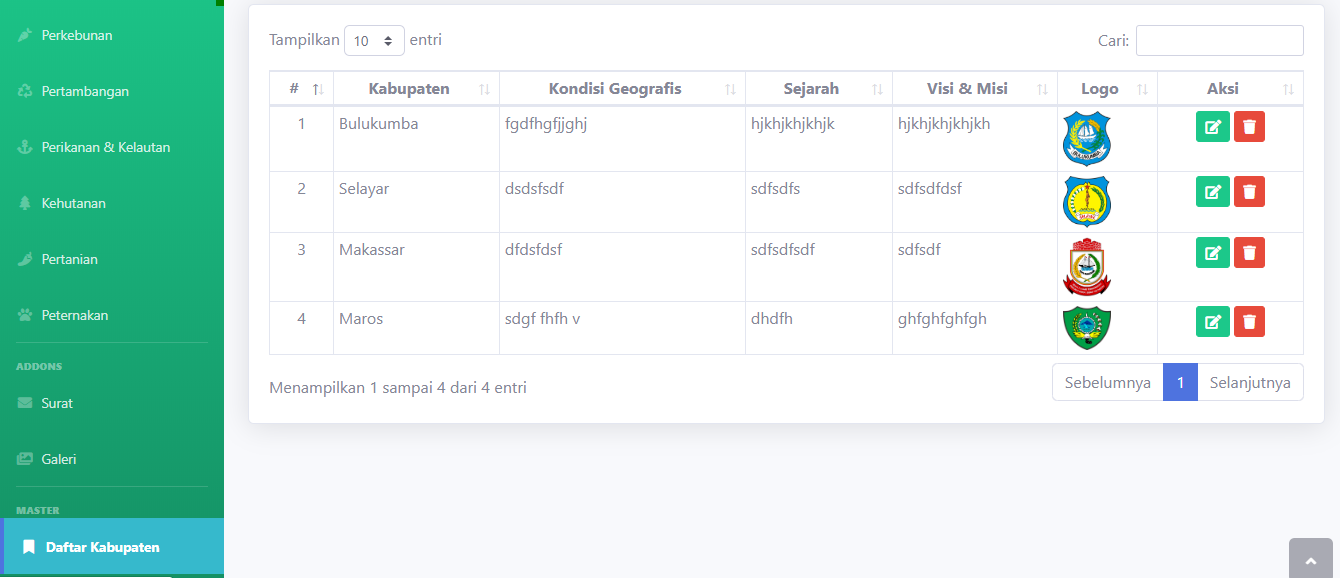 Perkebunan
Pertambangan
Perikanan & Kelautan
Kehutanan
Pertanian
Peternakan
ADDONS
Surat
Galeri
MASTER
Daftar Kabupaten
Tampilkan 10 entri
Cari:
# Kabupaten Kondisi Geografis Sejarah Visi & Misi Logo Aksi
1 Bulukumba fgdfhgfjjghj hjkhjkhjkhjk hjkhjkhjkhjkh
2 Selayar dsdsfsdf sdfsdfs sdfsdfdsf
3 Makassar dfdsfdsf sdfsdfsdf sdfsdf
4 Maros sdgf fhfh v dhdfh ghfghfghfgh
Menampilkan 1 sampai 4 dari 4 entri
Sebelumnya 1 Selanjutnya